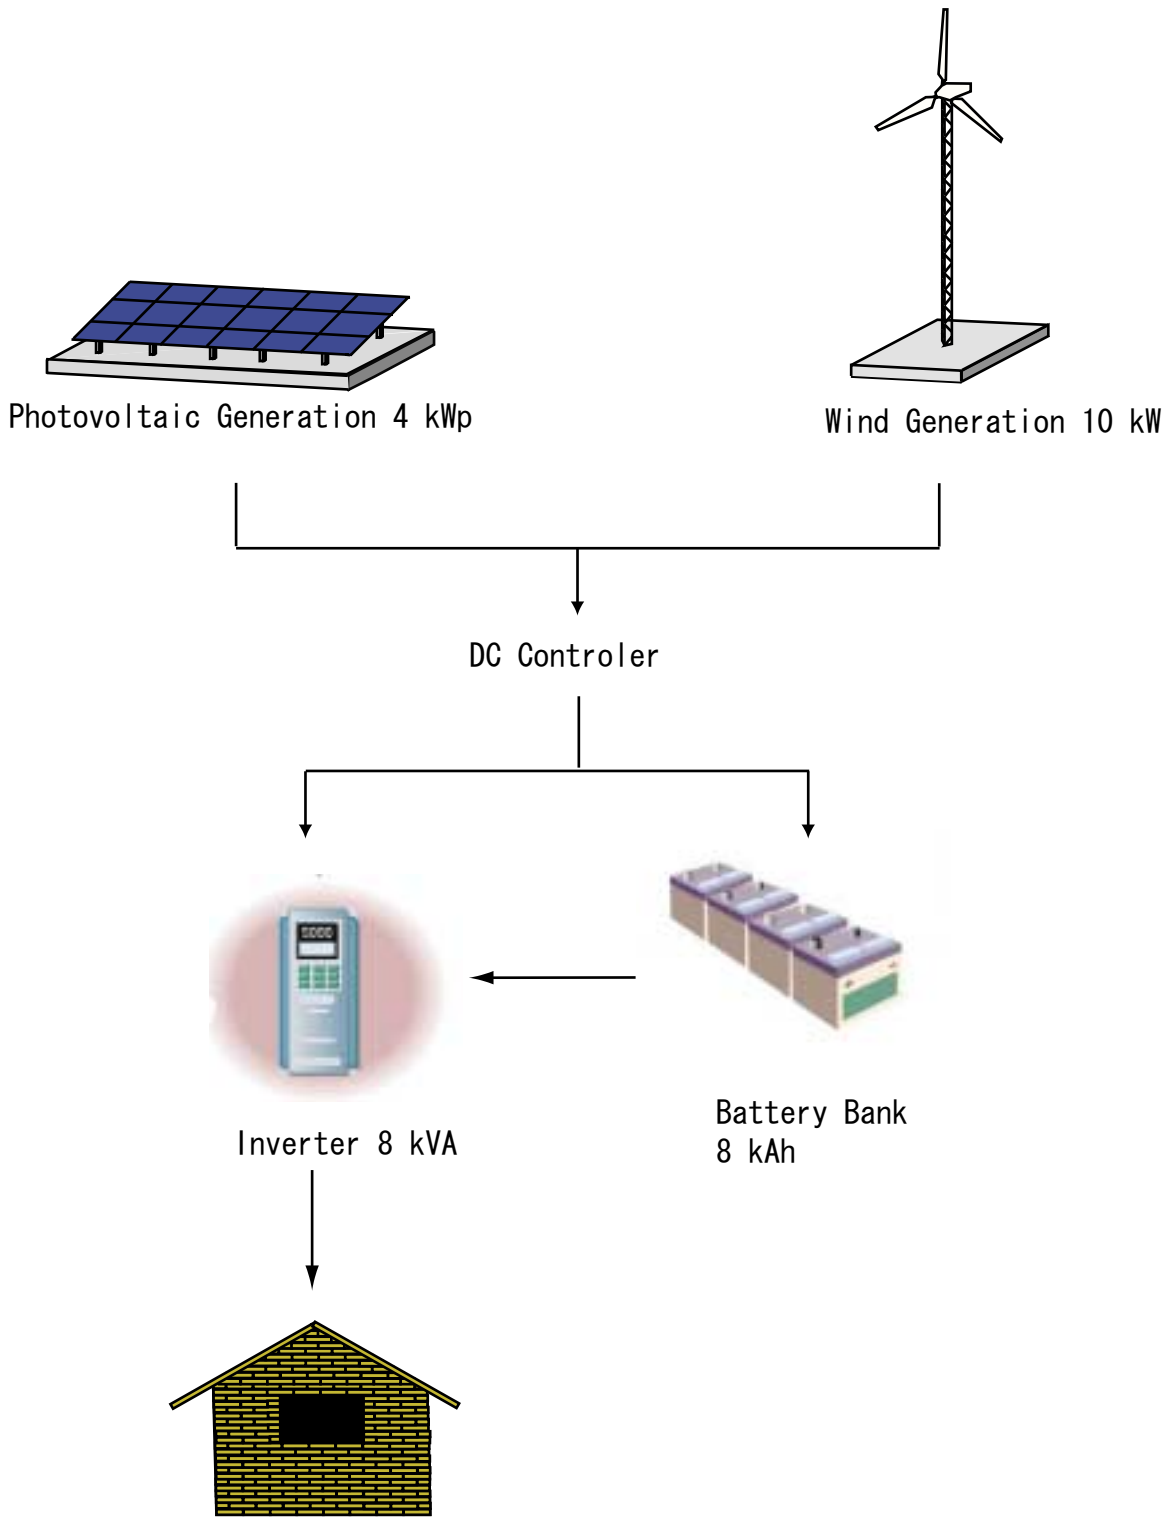 Photovoltaic Generation 4 kWp
Wind Generation 10 kW
DC Controler
Inverter 8 kVA
Battery Bank
8 kAh